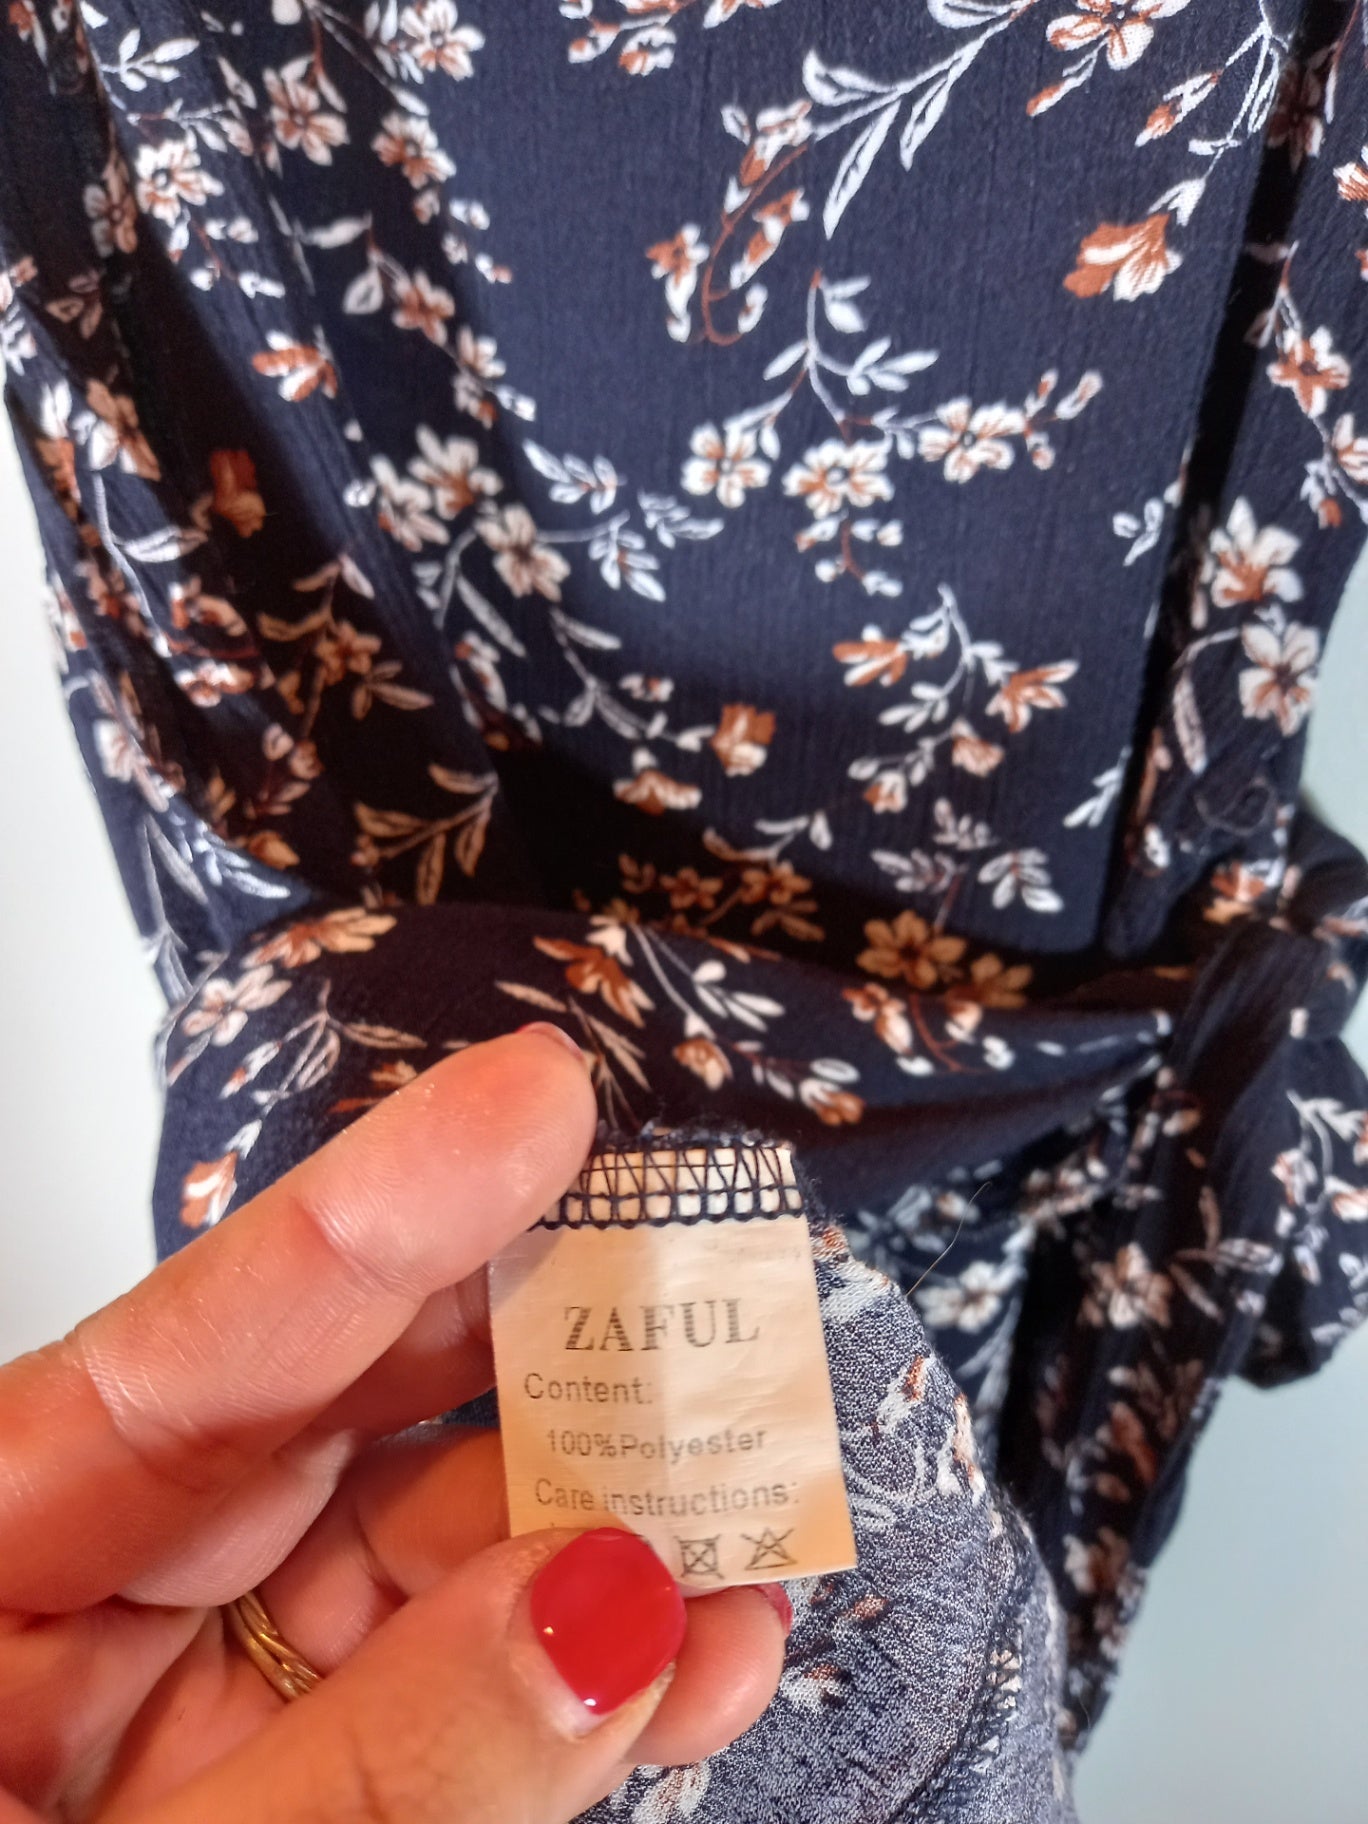 ZAFUL
Content:
100%Polyester
Care instructions: